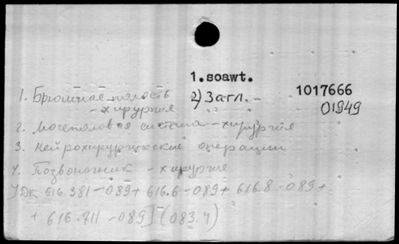 1. soawt.
2) Загл. -
1017666
01949
1. Брюшная полость
- хирургия
2. Мочеполовая система - хирургия
3. Нейрохирургические операции
4. Позвоночник - хирургия
616.381-089+616.6-089+616.8-089+
+ 616.711-089](083.4)